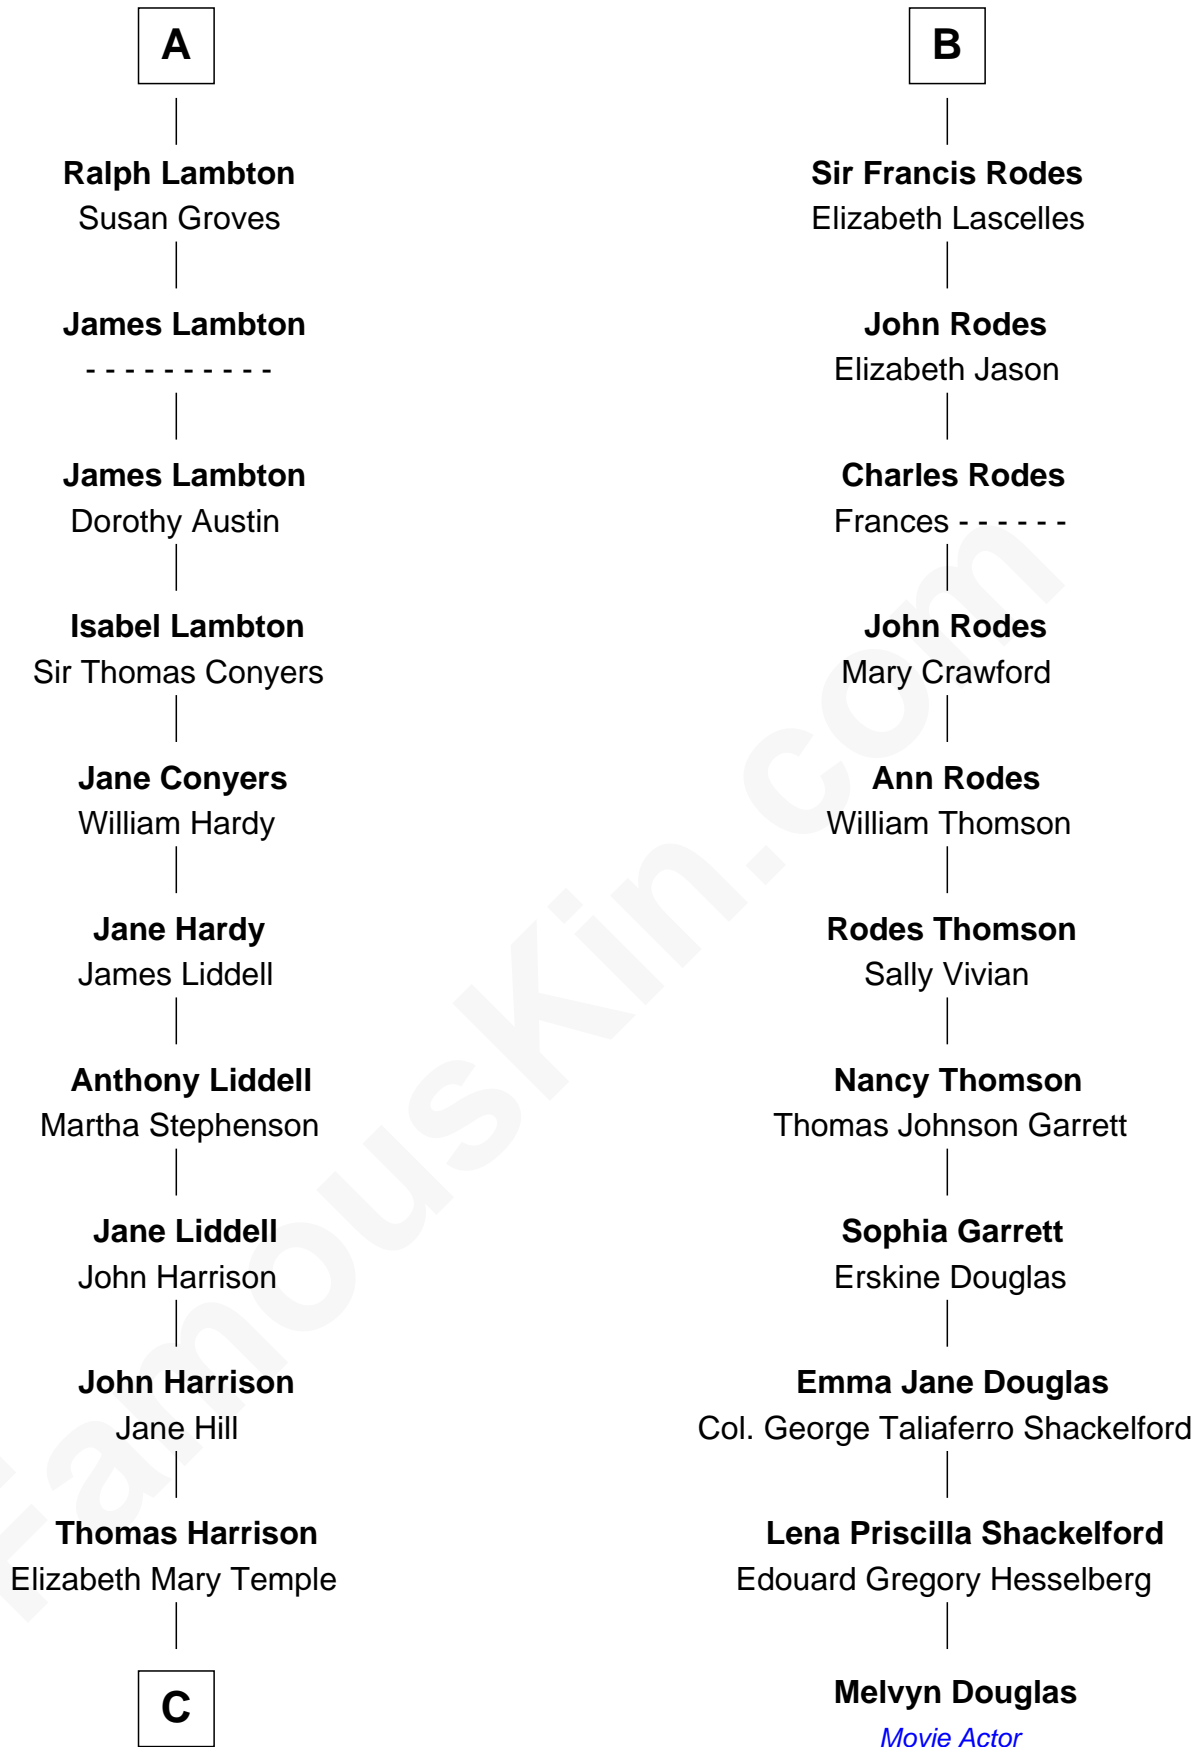 A
Ralph Lambton
Susan Groves
James Lambton
- - - - - - - - - -
James Lambton
Dorothy Austin
Isabel Lambton
Sir Thomas Conyers
Jane Conyers
William Hardy
Jane Hardy
James Liddell
Anthony Liddell
Martha Stephenson
Jane Liddell
John Harrison
John Harrison
Jane Hill
Thomas Harrison
Elizabeth Mary Temple
C
B
Sir Francis Rodes
Elizabeth Lascelles
John Rodes
Elizabeth Jason
Charles Rodes
Frances - - - - - -
John Rodes
Mary Crawford
Ann Rodes
William Thomson
Rodes Thomson
Sally Vivian
Nancy Thomson
Thomas Johnson Garrett
Sophia Garrett
Erskine Douglas
Emma Jane Douglas
Col. George Taliaferro Shackelford
Lena Priscilla Shackelford
Edouard Gregory Hesselberg
Melvyn Douglas
Movie Actor
FamousKin.com